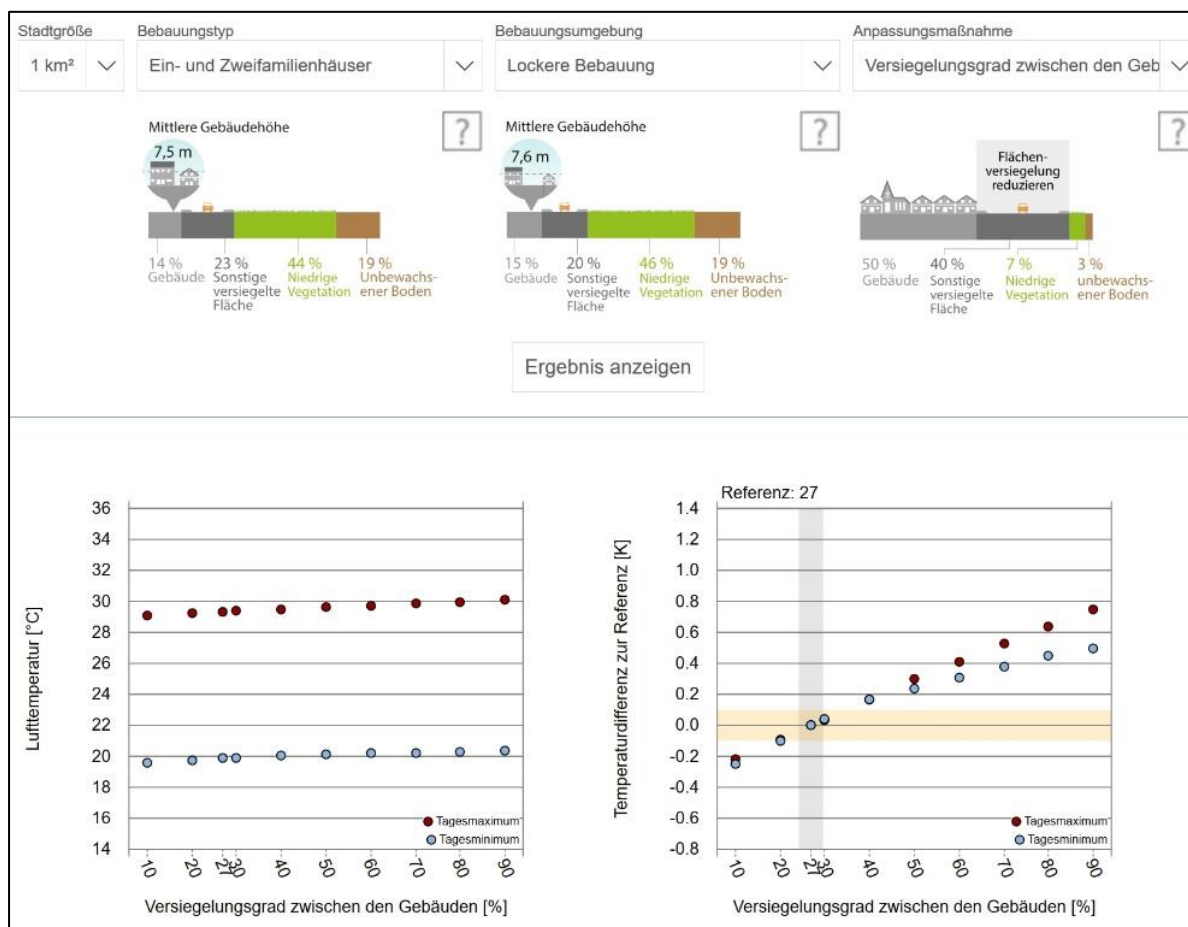 Stadtgröße
Bebauungstyp
Bebauungsumgebung
Anpassungsmaßnahme
1 km²
Ein- und Zweifamilienhäuser
Lockere Bebauung
Versiegelungsgrad zwischen den Geb
Mittlere Gebäudehöhe
?
7,5 m
14 %
Gebäude
23 %
Sonstige
versiegelte
Fläche
44 %
Niedrige
Vegetation
19 %
Unbewachs-
ener Boden
Mittlere Gebäudehöhe
?
7,6 m
15 %
Gebäude
20 %
Sonstige
versiegelte
Fläche
46 %
Niedrige
Vegetation
19 %
Unbewachs-
ener Boden
?
Flächen-
versiegelung
reduzieren
50 %
Gebäude
40 %
Sonstige
versiegelte
Fläche
7 %
Niedrige
Vegetation
3 %
unbewachs-
ener Boden
Ergebnis anzeigen
Lufttemperatur [°C]
36
34
32
30
28
26
24
22
20
18
16
14
Tagesmaximum
Tagesminimum
10
20
27
30
40
50
60
70
80
90
Versiegelungsgrad zwischen den Gebäuden [%]
Referenz: 27
Temperaturdifferenz zur Referenz [K]
1.4
1.2
1.0
0.8
0.6
0.4
0.2
0.0
-0.2
-0.4
-0.6
-0.8
Tagesmaximum
Tagesminimum
10
20
27
30
40
50
60
70
80
90
Versiegelungsgrad zwischen den Gebäuden [%]